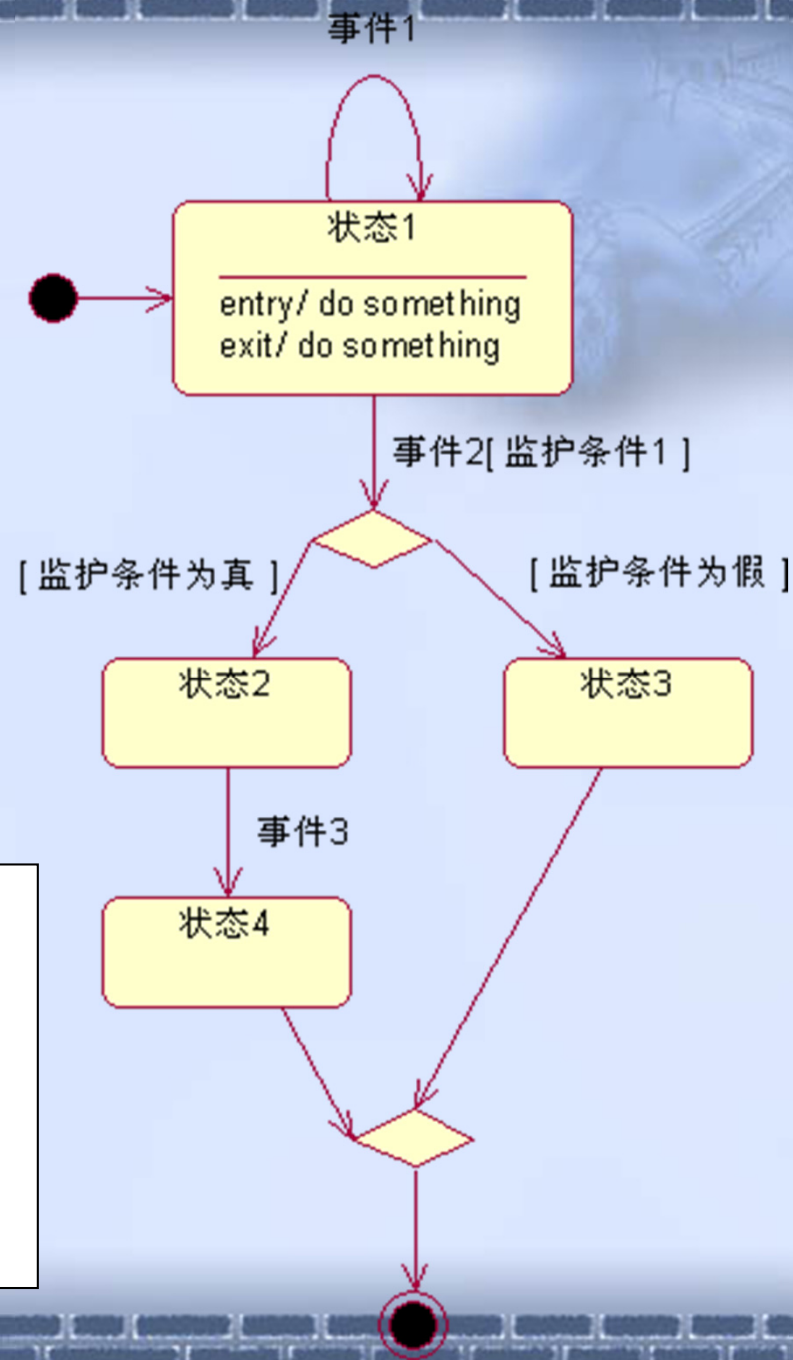 事件1
状态1
entry/ do something
exit/ do something
事件2[ 监护条件1 ]
[ 监护条件为真 ]
[ 监护条件为假 ]
状态2
状态3
事件3
状态4